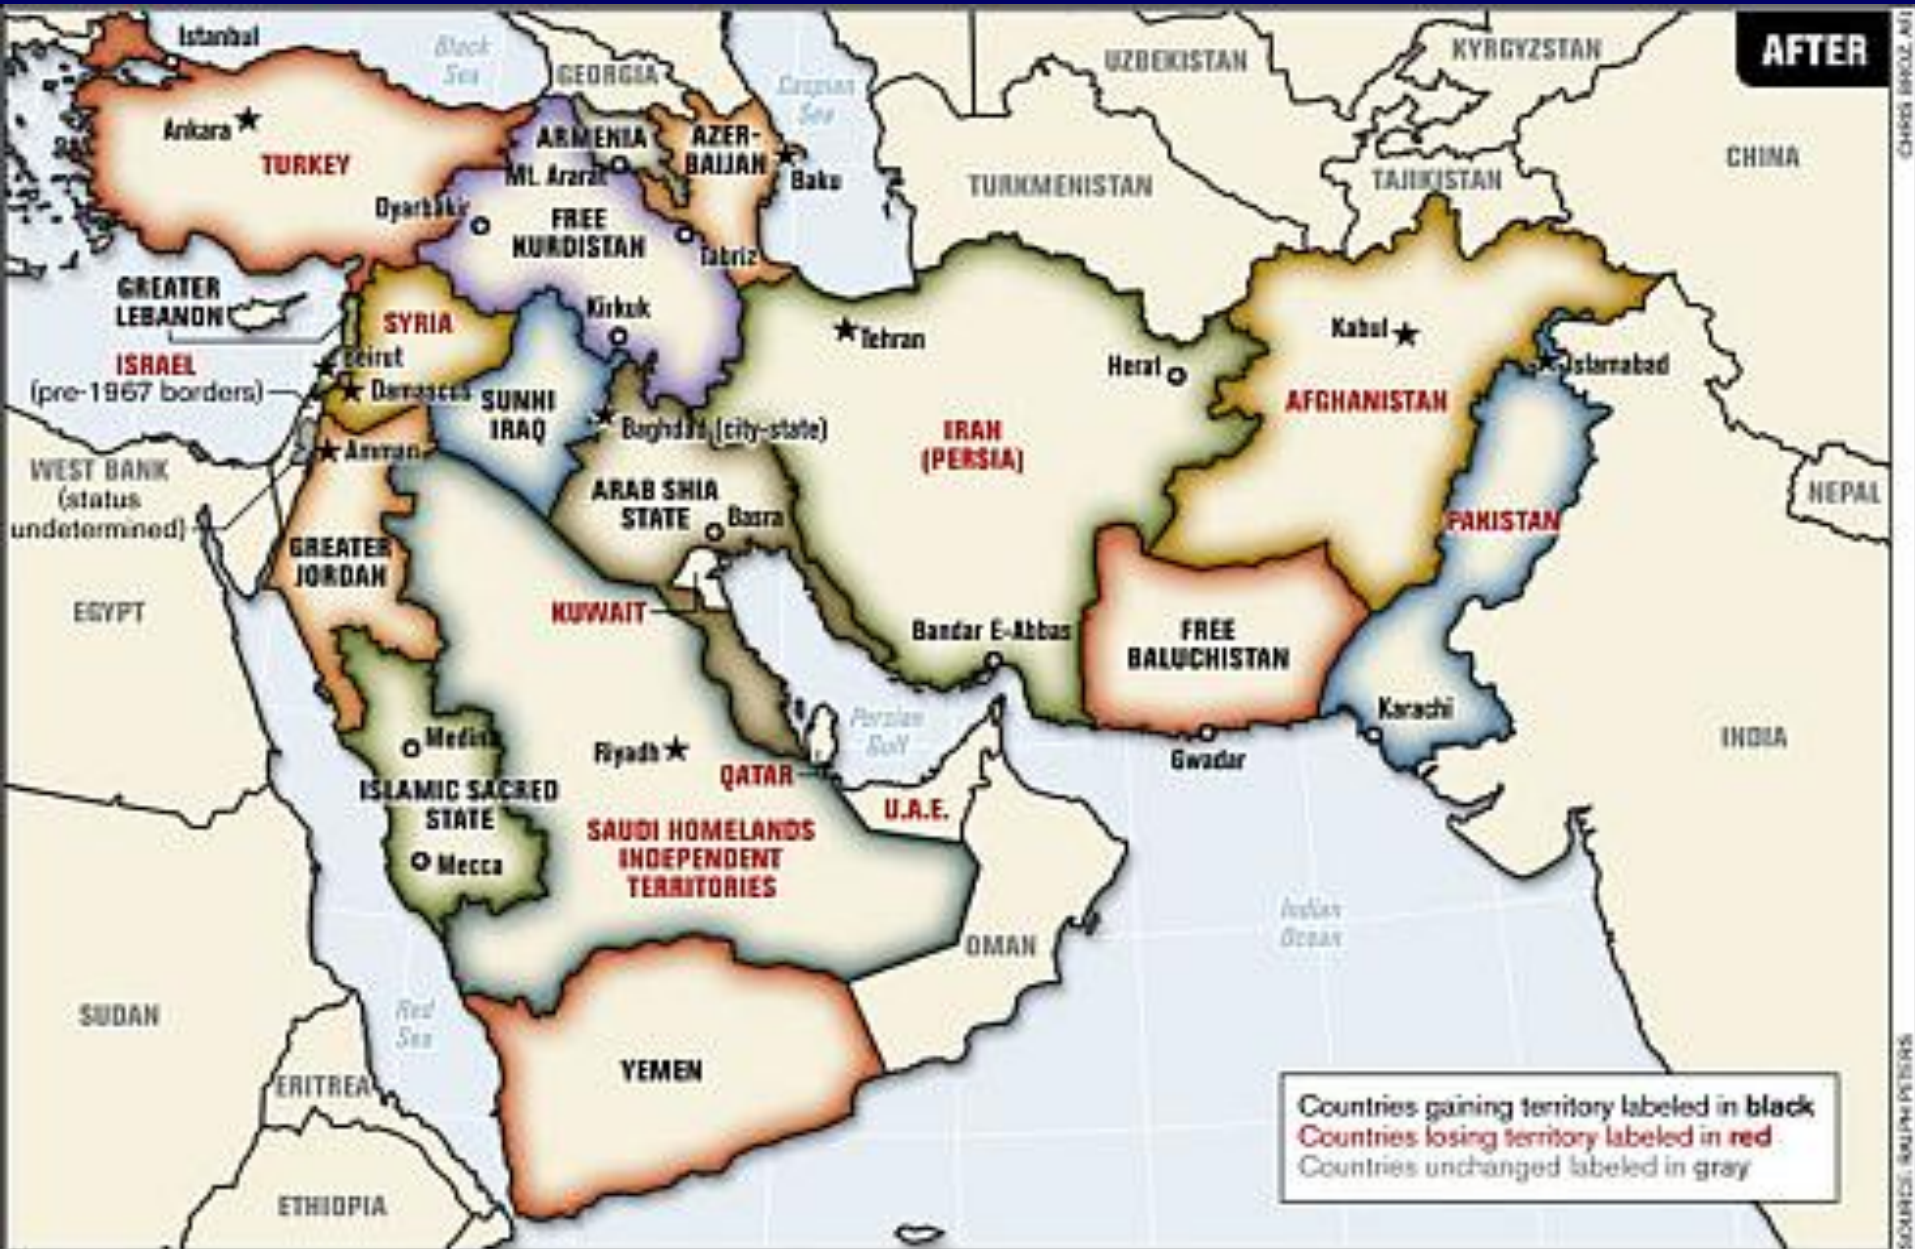 AFTER
Istanbul
Black
Sea
GEORGIA
Caspian
Sea
UZBEKISTAN
KYRGYZSTAN
CHINA
Ankara
TURKEY
ARMENIA
Mt. Ararat
AZER-
BAIJAN
Baku
TURKMENISTAN
TAJIKISTAN
Dyarbakir
FREE
KURDISTAN
Tabriz
GREATER
LEBANON
SYRIA
Kirkuk
Tehran
Herat
Kabul
Islamabad
ISRAEL
(pre-1967 borders)
Beirut
Damascus
SUNNI
IRAQ
Baghdad (city-state)
IRAN
(PERSIA)
AFGHANISTAN
WEST BANK
(status
undetermined)
Amman
ARAB SHIA
STATE
Basra
PAKISTAN
NEPAL
GREATER
JORDAN
EGYPT
KUWAIT
Bandar E-Abbas
FREE
BALUCHISTAN
Karachi
Medina
Riyadh
QATAR
Persian
Gulf
Gwadar
INDIA
ISLAMIC SACRED
STATE
Mecca
SAUDI HOMELANDS
INDEPENDENT
TERRITORIES
U.A.E.
OMAN
Indian
Ocean
SUDAN
Red
Sea
ERITREA
YEMEN
ETHIOPIA
Countries gaining territory labeled in black
Countries losing territory labeled in red
Countries unchanged labeled in gray